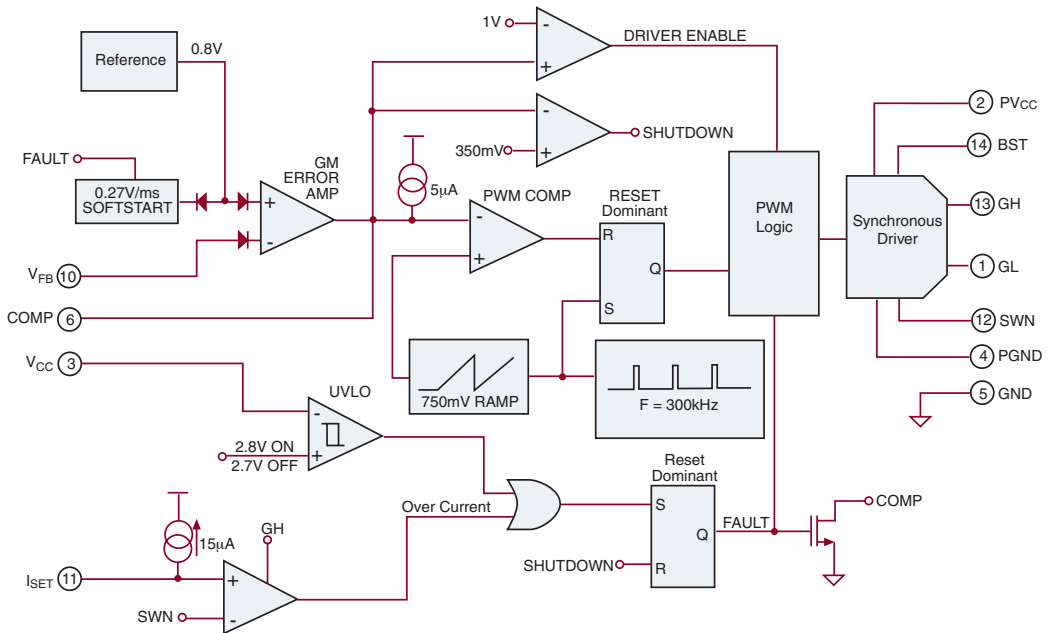 1V
-
+
DRIVER ENABLE
Reference
0.8V
-
+
SHUTDOWN
350mV
2
PVCC
14
BST
FAULT
0.27V/ms
SOFTSTART
GM
ERROR
AMP
+
-
5μA
PWM COMP
-
+
RESET
Dominant
R
Q
S
PWM
Logic
Synchronous
Driver
13
GH
1
GL
VFB
10
COMP
6
12
SWN
VCC
3
4
PGND
750mV RAMP
F = 300kHz
5
GND
UVLO
-
+
2.8V ON
2.7V OFF
Reset
Dominant
S
Q
R
FAULT
COMP
Over Current
GH
15μA
ISET
11
+
-
SWN
SHUTDOWN